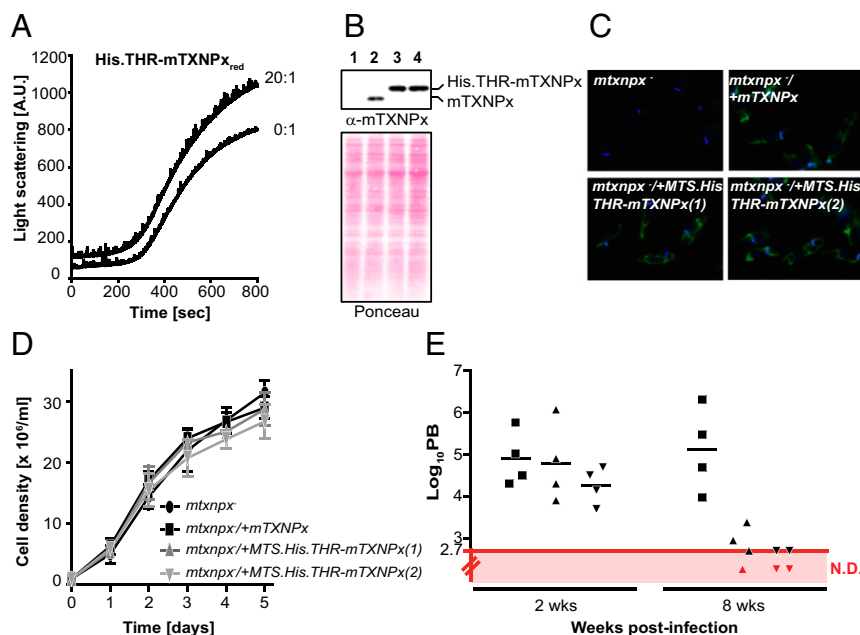 A
His.THR-mTXNPxred
1200
1000
800
600
400
200
0
Light scattering [A.U.]
20:1
0:1
0 200 400 600 800
Time [sec]
B
1 2 3 4
His.THR-mTXNPx
mTXNPx
α-mTXNPx
Ponceau
C
mtxnpx-
mtxnpx-/
+mTXNPx
mtxnpx-/+MTS.His
THR-mTXNPx(1)
mtxnpx-/+MTS.His
THR-mTXNPx(2)
D
30
20
10
0
Cell density [x 10⁶/ml]
mtxnpx-
mtxnpx-/+mTXNPx
mtxnpx-/+MTS.His.THR-mTXNPx(1)
mtxnpx-/+MTS.His.THR-mTXNPx(2)
0 1 2 3 4 5
Time [days]
E
7
6
5
4
3
2.7
Log₁₀PB
N.D.
2 wks 8 wks
Weeks post-infection